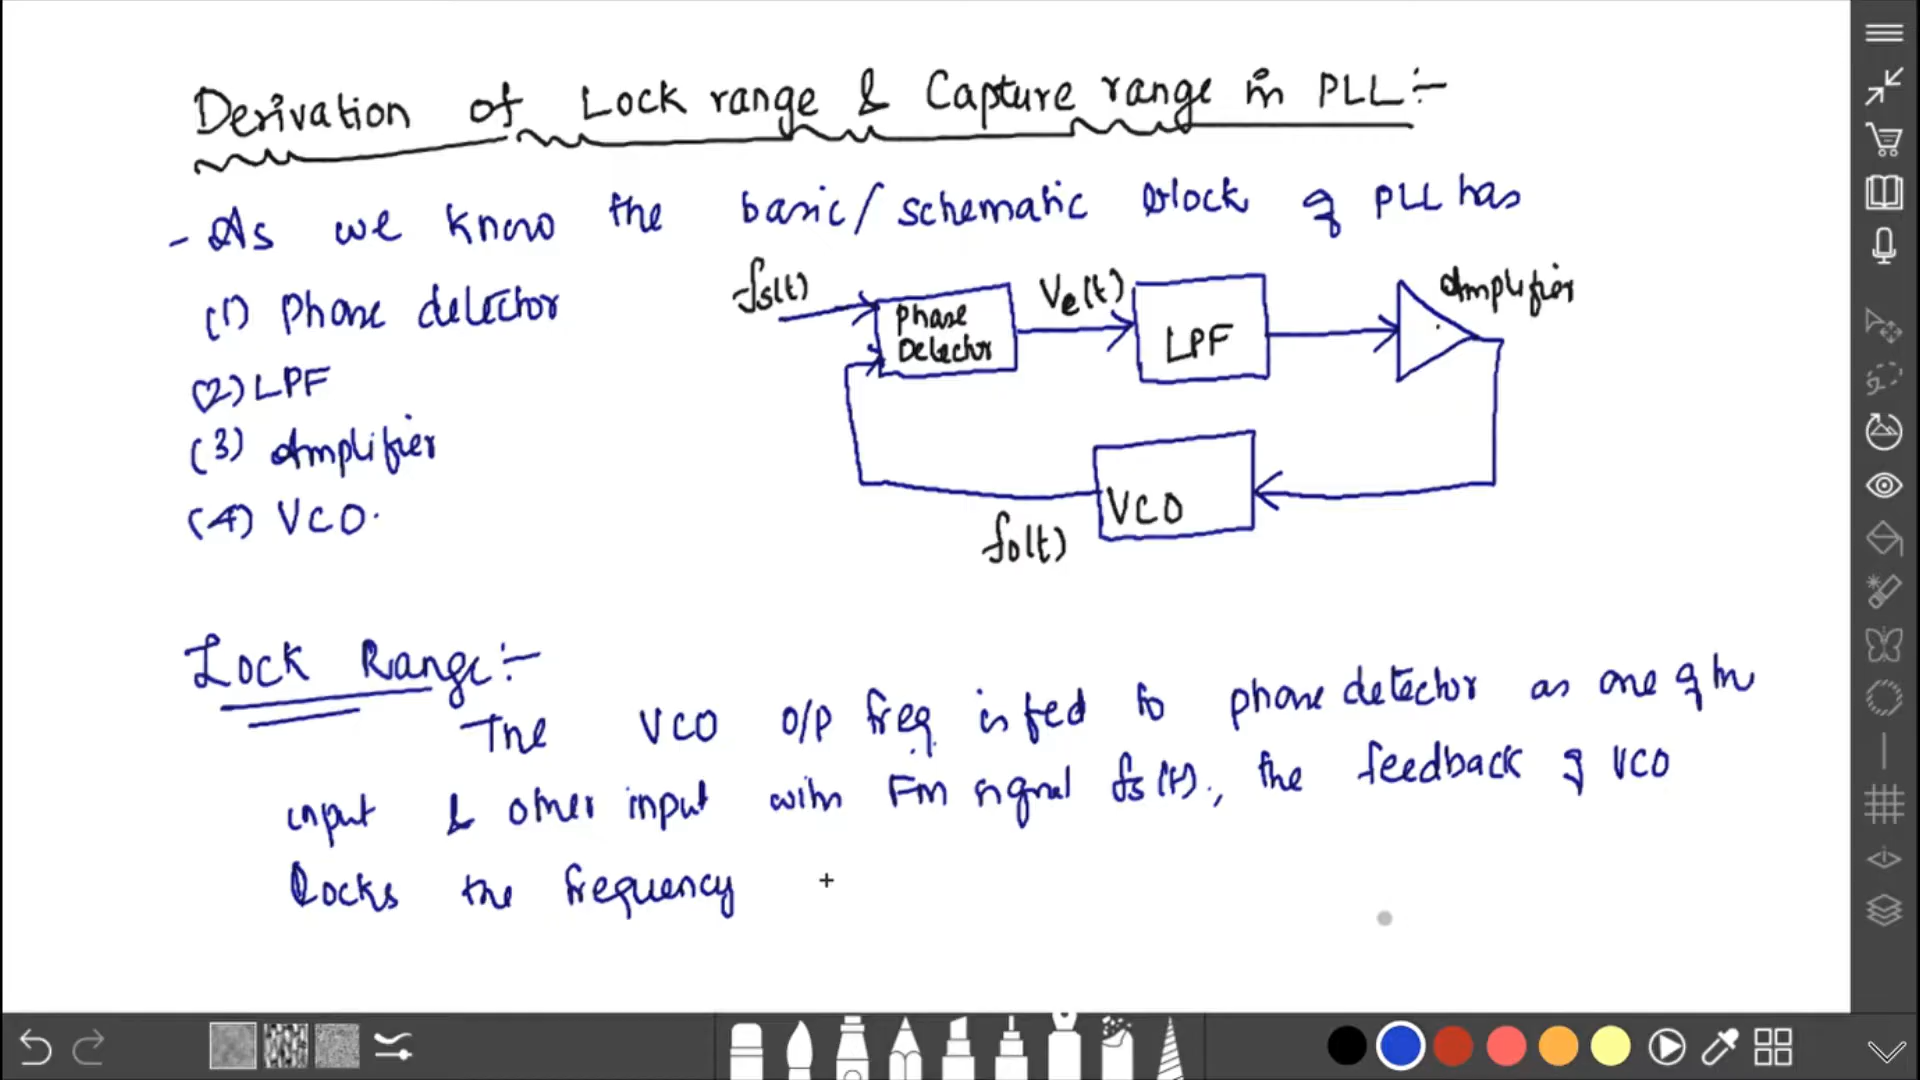 Derivation of Lock range & Capture range in PLL:-
- As we know the basic/schematic block of PLL has
(1) Phase detector
(2) LPF
(3) Amplifier
(4) VCO.
fs(t)
Phase
Detector
Ve(t)
LPF
Amplifier
VCO
fo(t)
Lock Range:-
The VCO O/P freq is fed to phase detector as one of the
input & other input with FM signal fs(t), the feedback of VCO
Locks the frequency